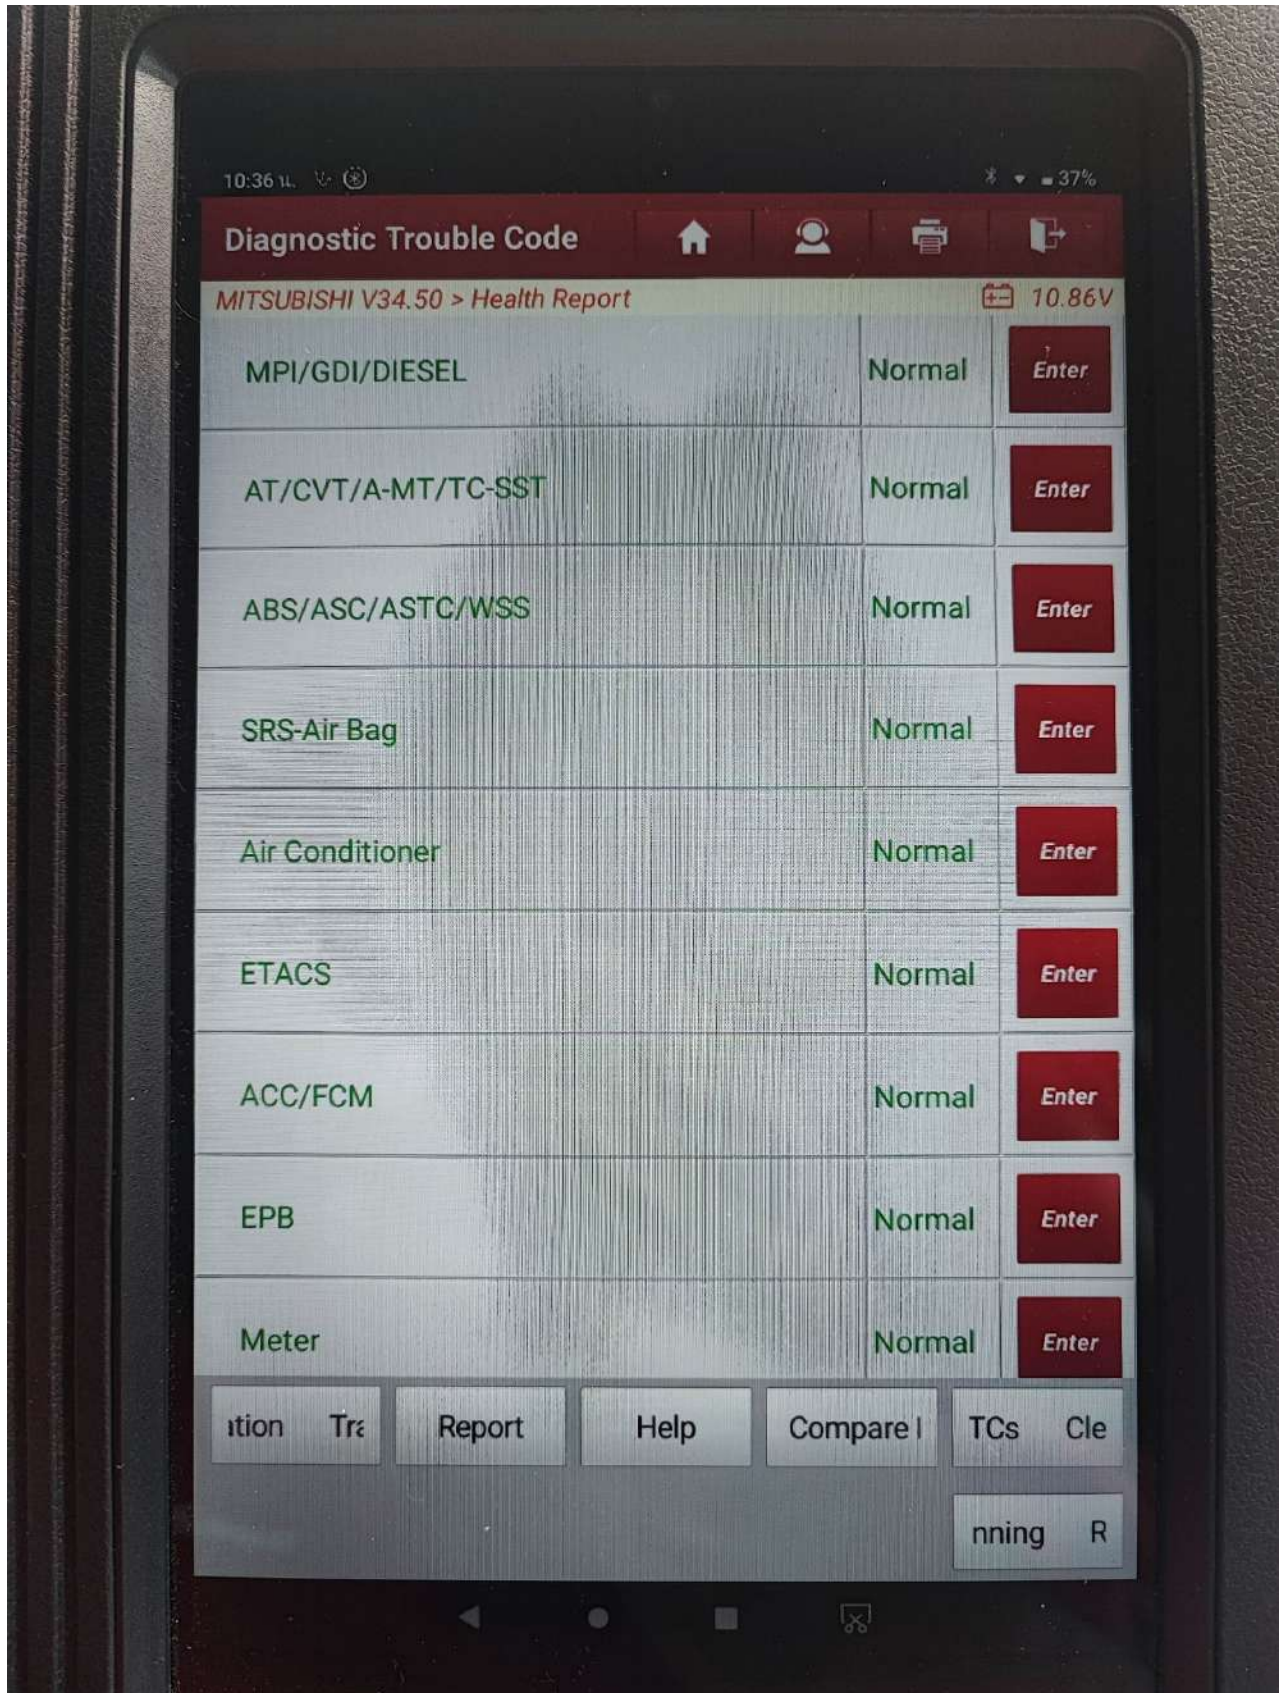 10:36 น. 37%
Diagnostic Trouble Code
MITSUBISHI V34.50 > Health Report 10.86V
MPI/GDI/DIESEL Normal Enter
AT/CVT/A-MT/TC-SST Normal Enter
ABS/ASC/ASTC/WSS Normal Enter
SRS-Air Bag Normal Enter
Air Conditioner Normal Enter
ETACS Normal Enter
ACC/FCM Normal Enter
EPB Normal Enter
Meter Normal Enter
ation Tra Report Help Compare TCs Cle
nning R